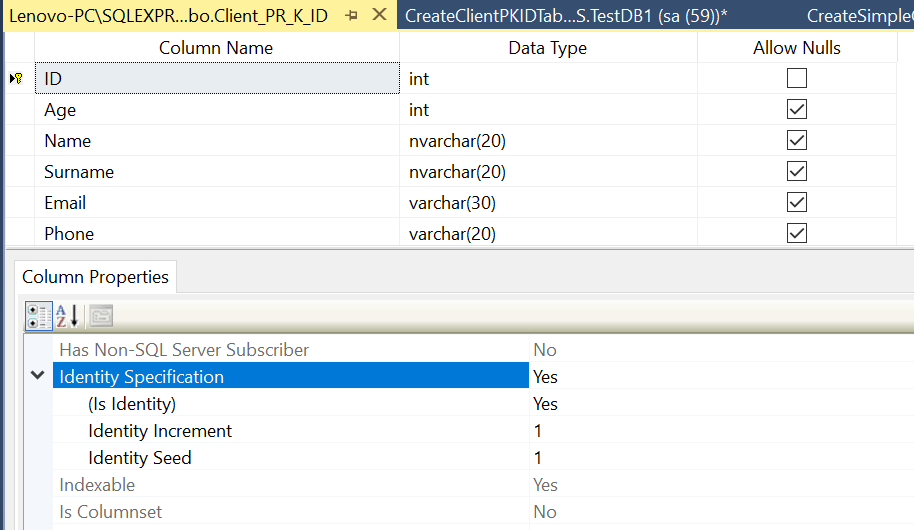 Lenovo-PC\SQLEXPR...bo.Client_PR_K_ID CreateClientPKIDTab...S.TestDB1 (sa (59))* CreateSimple
Column Name Data Type Allow Nulls
ID int
Age int
Name nvarchar(20)
Surname nvarchar(20)
Email varchar(30)
Phone varchar(20)
Column Properties
Has Non-SQL Server Subscriber No
Identity Specification Yes
(Is Identity) Yes
Identity Increment 1
Identity Seed 1
Indexable Yes
Is Columnset No